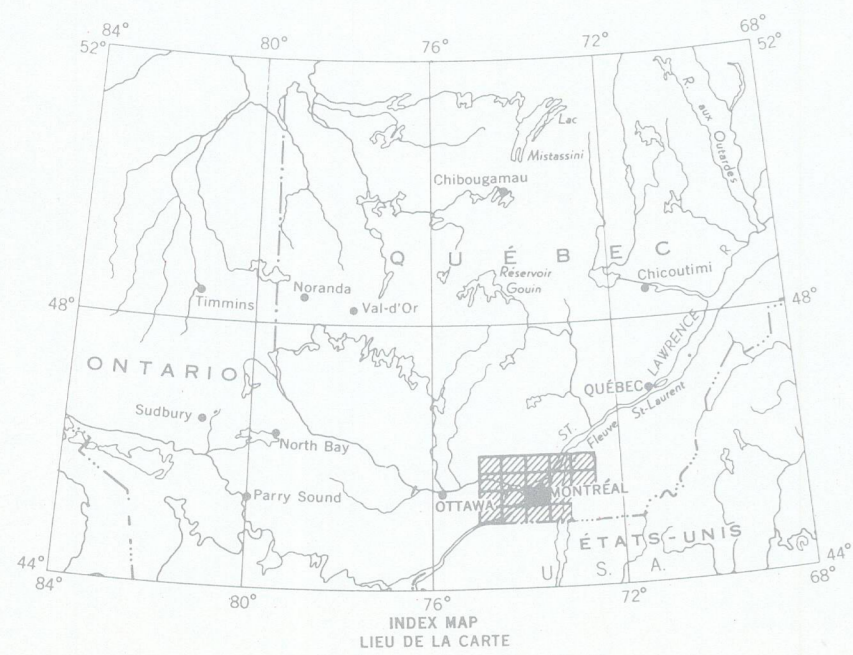 84°
80°
76°
72°
68°
52°
52°
R. aux Outardes
Lac
Mistassini
Chibougamau
QUÉBEC
R.
Réservoir
Gouin
Chicoutimi
Timmins
Noranda
Val-d'Or
48°
48°
ONTARIO
LAWRENCE
QUÉBEC
Sudbury
ST.
Fleuve St-Laurent
North Bay
Parry Sound
OTTAWA
MONTRÉAL
ÉTATS-UNIS
U. S. A.
44°
44°
84°
80°
76°
72°
68°
INDEX MAP
LIEU DE LA CARTE